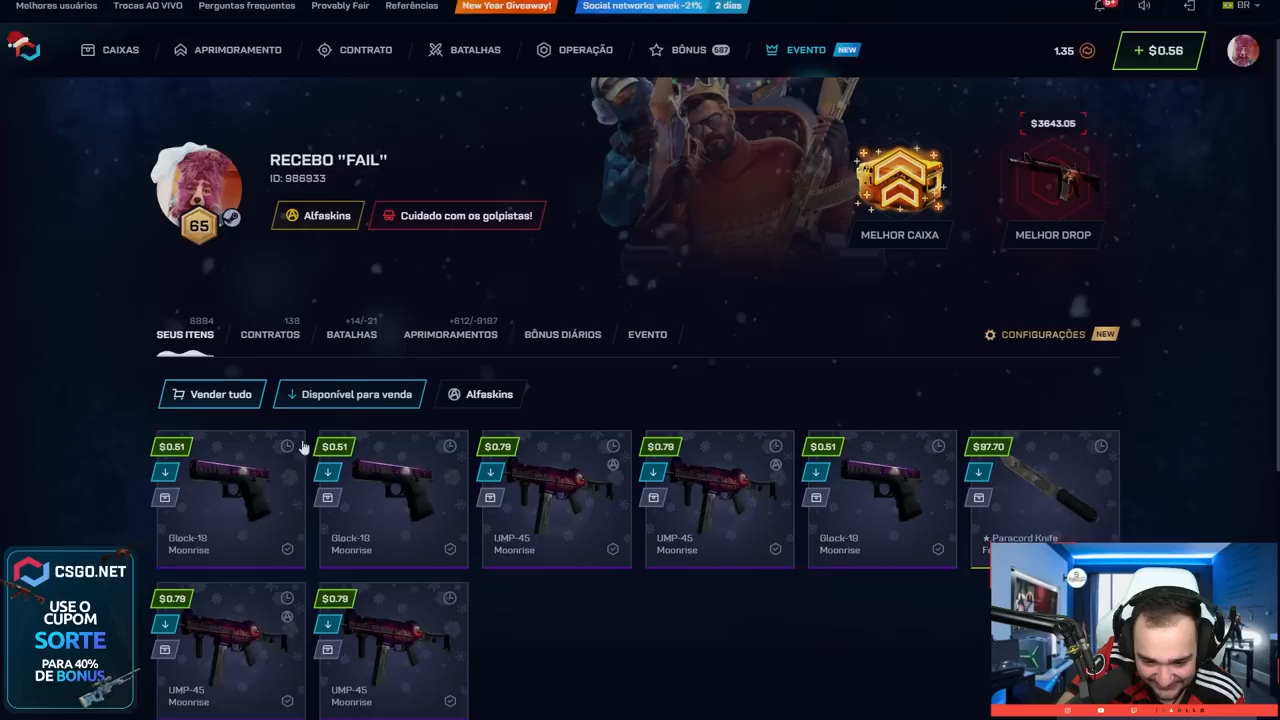 Melhores usuários
Trocas AO VIVO
Perguntas frequentes
Provably Fair
Referências
New Year Giveaway!
Social networks week -21% 2 dias
BR
CAIXAS
APRIMORAMENTO
CONTRATO
BATALHAS
OPERAÇÃO
BÔNUS 587
EVENTO NEW
1.35
+ $0.56
RECEBO "FAIL"
ID: 986933
65
Alfaskins
Cuidado com os golpistas!
MELHOR CAIXA
$3643.05
MELHOR DROP
6884
SEUS ITENS
138
CONTRATOS
+14/-21
BATALHAS
+612/-9187
APRIMORAMENTOS
BÔNUS DIÁRIOS
EVENTO
CONFIGURAÇÕES NEW
Vender tudo
Disponível para venda
Alfaskins
$0.51
Glock-18
Moonrise
$0.51
Glock-18
Moonrise
$0.79
UMP-45
Moonrise
$0.79
UMP-45
Moonrise
$0.51
Glock-18
Moonrise
$97.70
★ Paracord Knife
$0.79
UMP-45
Moonrise
$0.79
UMP-45
Moonrise
CSGO.NET
USE O
CUPOM
SORTE
PARA 40%
DE BONUS